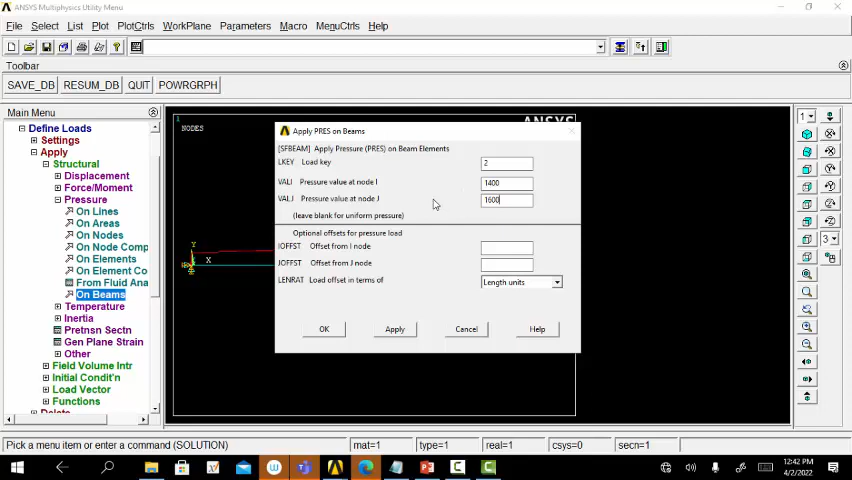 ANSYS Multiphysics Utility Menu
File Select List Plot PlotCtrls WorkPlane Parameters Macro MenuCtrls Help
Toolbar
SAVE_DB RESUM_DB QUIT POWRGRPH
Main Menu
Define Loads
Settings
Apply
Structural
Displacement
Force/Moment
Pressure
On Lines
On Areas
On Nodes
On Node Comp
On Elements
On Element Co
From Fluid Ana
On Beams
Temperature
Inertia
Pretnsn Sectn
Gen Plane Strain
Other
Field Volume Intr
Initial Condit'n
Load Vector
Functions
Delete
1
NODES
ANSYS
Y
X
Apply PRES on Beams
[SFBEAM] Apply Pressure (PRES) on Beam Elements
LKEY Load key 2
VALI Pressure value at node I 1400
VALJ Pressure value at node J 1600
(leave blank for uniform pressure)
Optional offsets for pressure load
IOFFST Offset from I node
JOFFST Offset from J node
LENRAT Load offset in terms of Length units
OK Apply Cancel Help
1
3
Pick a menu item or enter a command (SOLUTION) mat=1 type=1 real=1 csys=0 secn=1
12:42 PM
4/2/2022